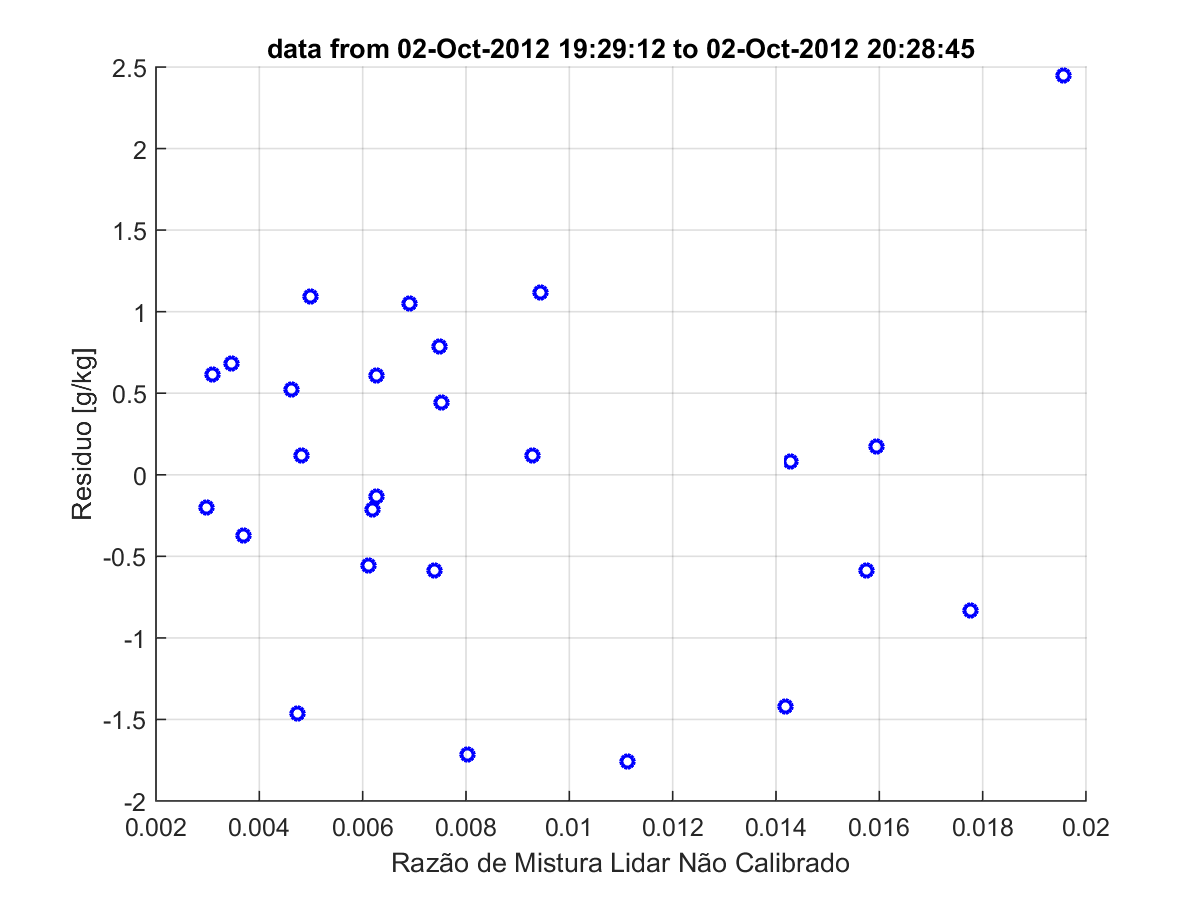 data from 02-Oct-2012 19:29:12 to 02-Oct-2012 20:28:45
2.5
2
1.5
1
0.5
0
-0.5
-1
-1.5
-2
Residuo [g/kg]
0.002 0.004 0.006 0.008 0.01 0.012 0.014 0.016 0.018 0.02
Razão de Mistura Lidar Não Calibrado